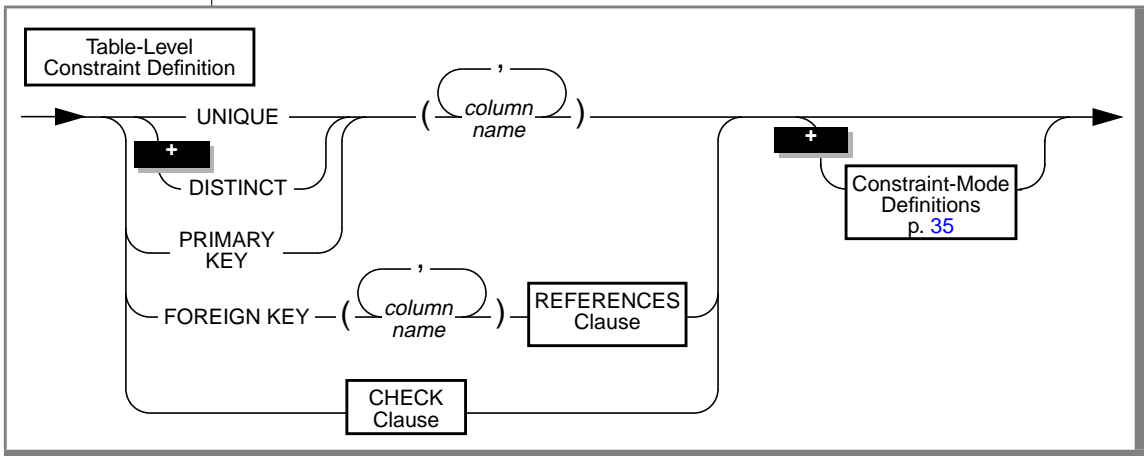 Table-Level
Constraint Definition
,
UNIQUE
( column
name )
+
+
DISTINCT
Constraint-Mode
Definitions
p. 35
PRIMARY
KEY
,
FOREIGN KEY ( column
name )
REFERENCES
Clause
CHECK
Clause